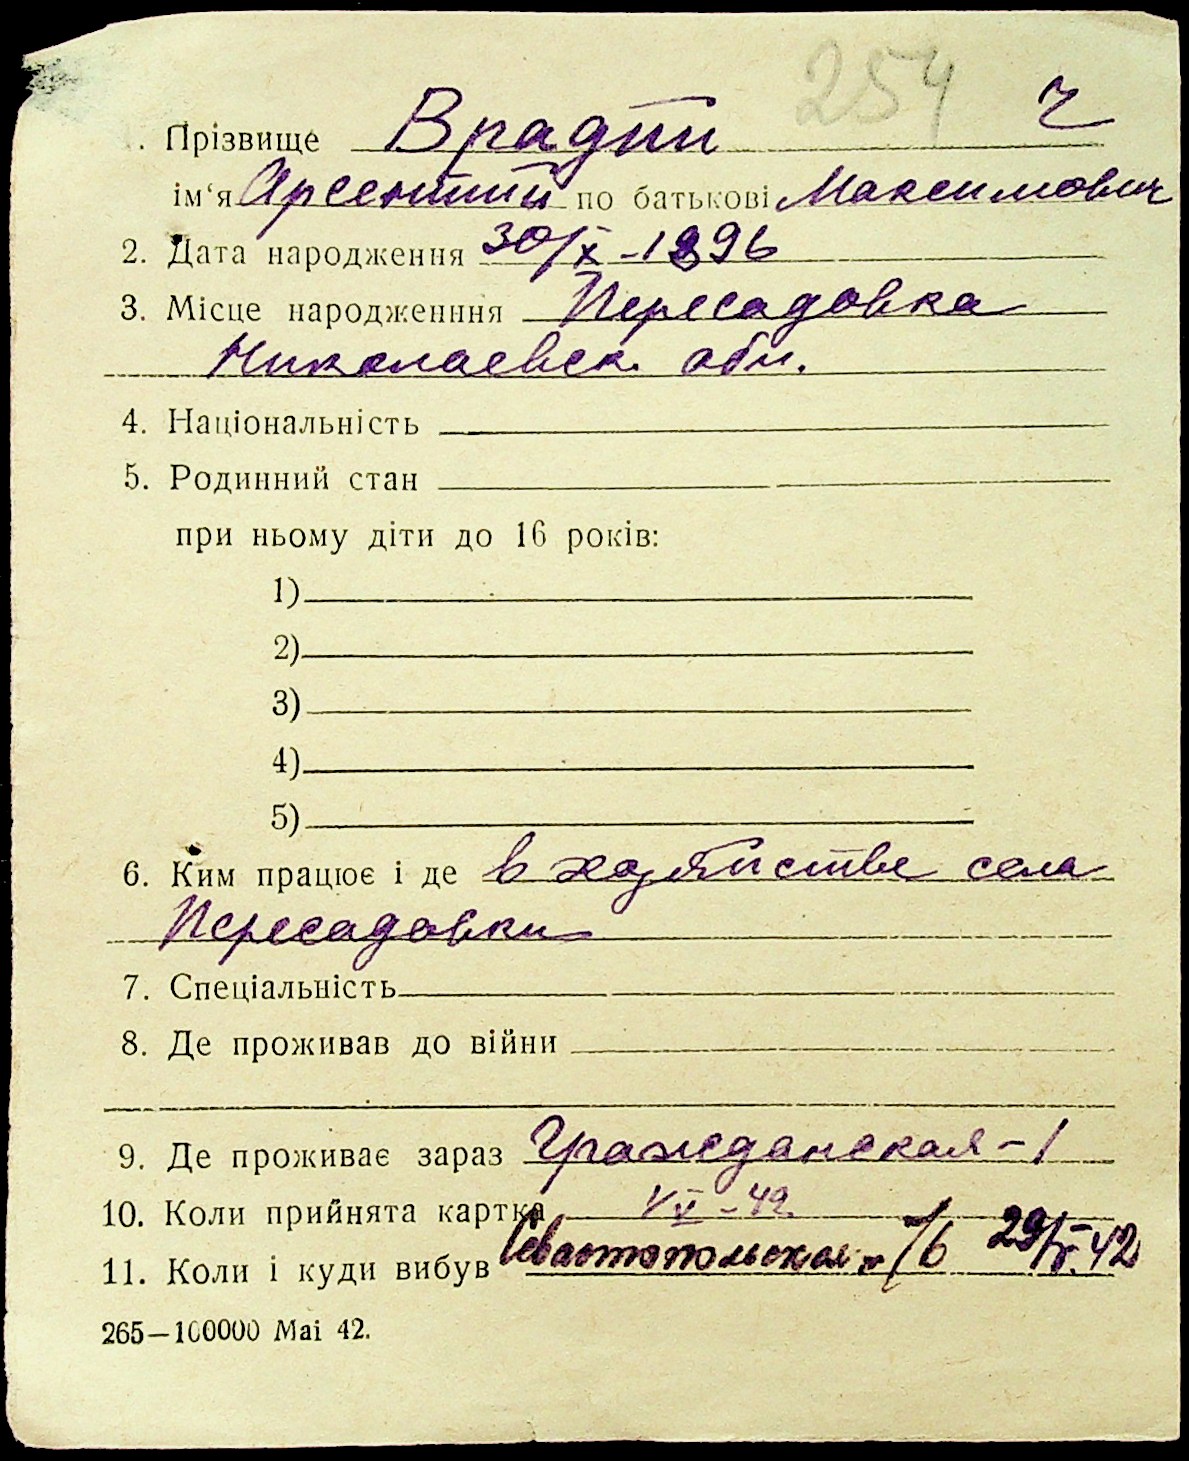 254 ч
. Прізвище Врадий
ім‘я Арсентий по батькові Максимович
2. Дата народження 30/X - 1896
3. Місце народженння Пересадовка
Николаевск. обл.
4. Національність
5. Родинний стан
при ньому діти до 16 років:
1)
2)
3)
4)
5)
6. Ким працює і де в хозяйстве села
Пересадовки
7. Спеціальність
8. Де проживав до війни
9. Де проживає зараз Гражданская - 1
10. Коли прийнята картка 1/V - 42
11. Коли і куди вибув Севастопольская 29/V.42
265—100000 Mai 42.